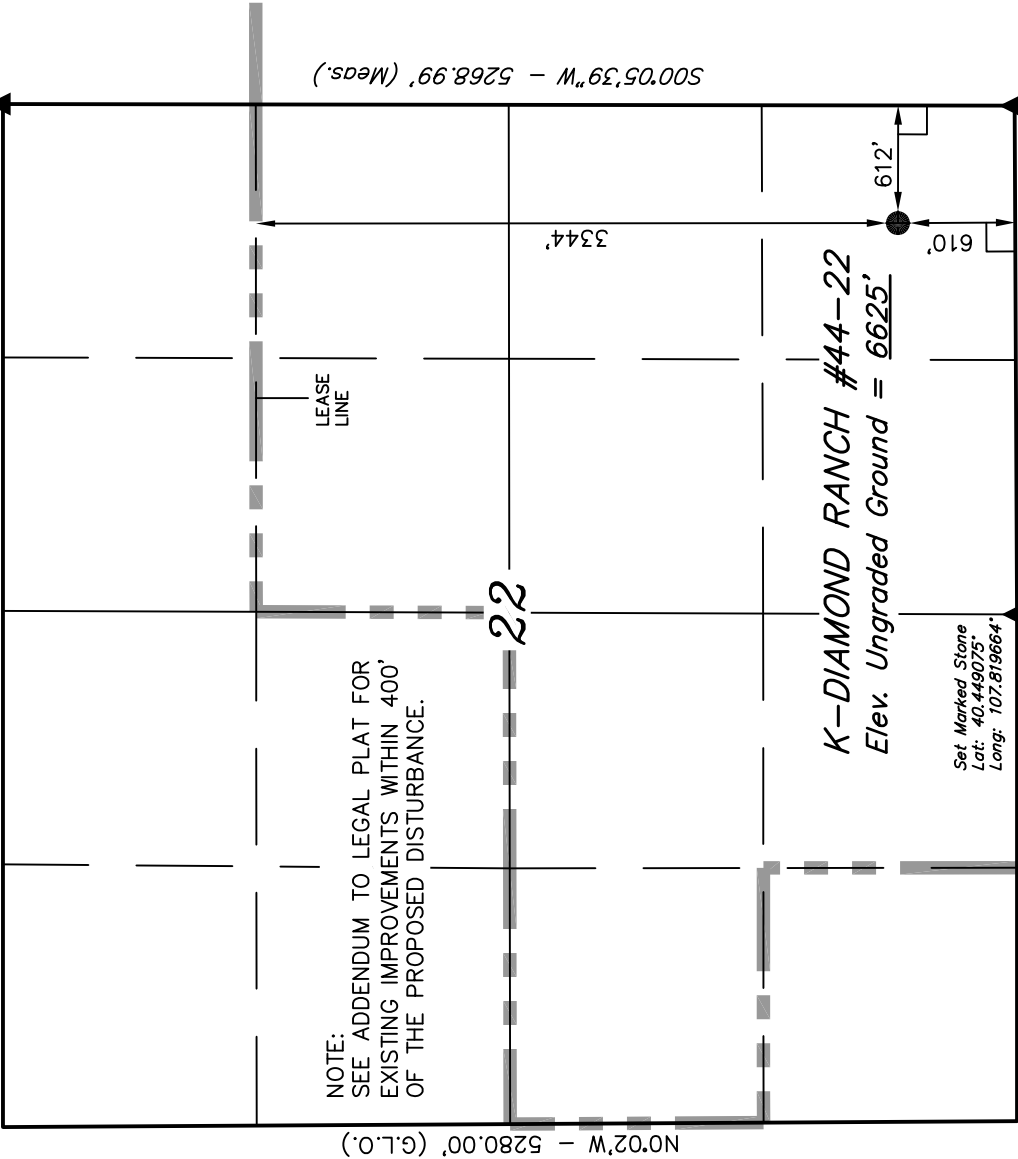 S00°05'39"W - 5268.99' (Meas.)
612'
610'
3344'
LEASE
LINE
K-DIAMOND RANCH #44-22
Elev. Ungraded Ground = 6625'
22
NOTE:
SEE ADDENDUM TO LEGAL PLAT FOR
EXISTING IMPROVEMENTS WITHIN 400'
OF THE PROPOSED DISTURBANCE.
Set Marked Stone
Lat: 40.449075°
Long: 107.819664°
N0°02'W - 5280.00' (G.L.O.)